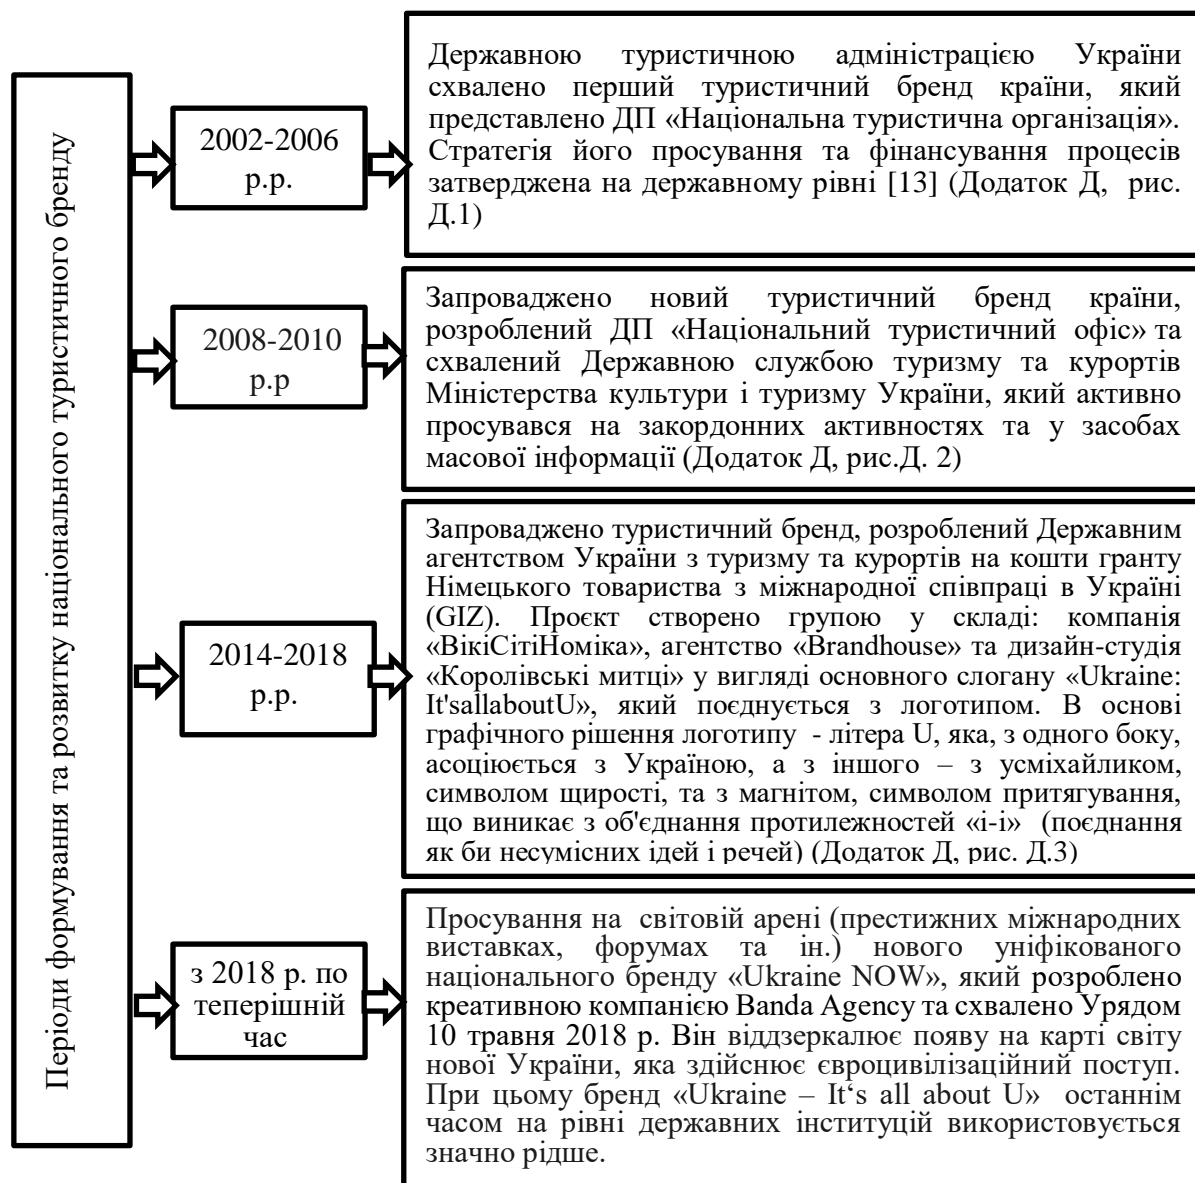 Періоди формування та розвитку національного туристичного бренду
2002-2006
р.р.
Державною туристичною адміністрацією України
схвалено перший туристичний бренд країни, який
представлено ДП «Національна туристична організація».
Стратегія його просування та фінансування процесів
затверджена на державному рівні [13] (Додаток Д, рис.
Д.1)
2008-2010
р.р
Запроваджено новий туристичний бренд країни,
розроблений ДП «Національний туристичний офіс» та
схвалений Державною службою туризму та курортів
Міністерства культури і туризму України, який активно
просувався на закордонних активностях та у засобах
масової інформації (Додаток Д, рис.Д. 2)
2014-2018
р.р.
Запроваджено туристичний бренд, розроблений Державним
агентством України з туризму та курортів на кошти гранту
Німецького товариства з міжнародної співпраці в Україні
(GIZ). Проєкт створено групою у складі: компанія
«ВікіСітіНоміка», агентство «Brandhouse» та дизайн-студія
«Королівські митці» у вигляді основного слогану «Ukraine:
It'sallaboutU», який поєднується з логотипом. В основі
графічного рішення логотипу - літера U, яка, з одного боку,
асоціюється з Україною, а з іншого – з усміхайликом,
символом щирості, та з магнітом, символом притягування,
що виникає з об'єднання протилежностей «і-і» (поєднання
як би несумісних ідей і речей) (Додаток Д, рис. Д.3)
з 2018 р. по
теперішній
час
Просування на світовій арені (престижних міжнародних
виставках, форумах та ін.) нового уніфікованого
національного бренду «Ukraine NOW», який розроблено
креативною компанією Banda Agency та схвалено Урядом
10 травня 2018 р. Він віддзеркалює появу на карті світу
нової України, яка здійснює євроцивілізаційний поступ.
При цьому бренд «Ukraine – It‘s all about U» останнім
часом на рівні державних інституцій використовується
значно рідше.